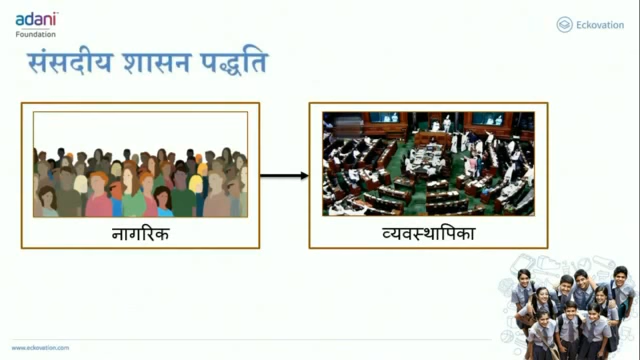 adani
Foundation
Eckovation
संसदीय शासन पद्धति
नागरिक
व्यवस्थापिका
www.eckovation.com